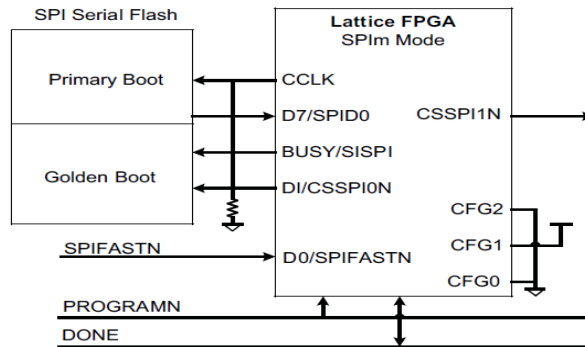 SPI Serial Flash
Lattice FPGA
SPIm Mode
Primary Boot
CCLK
D7/SPID0
CSSPI1N
BUSY/SISPI
Golden Boot
DI/CSSPI0N
CFG2
SPIFASTN
D0/SPIFASTN
CFG1
CFG0
PROGRAMN
DONE